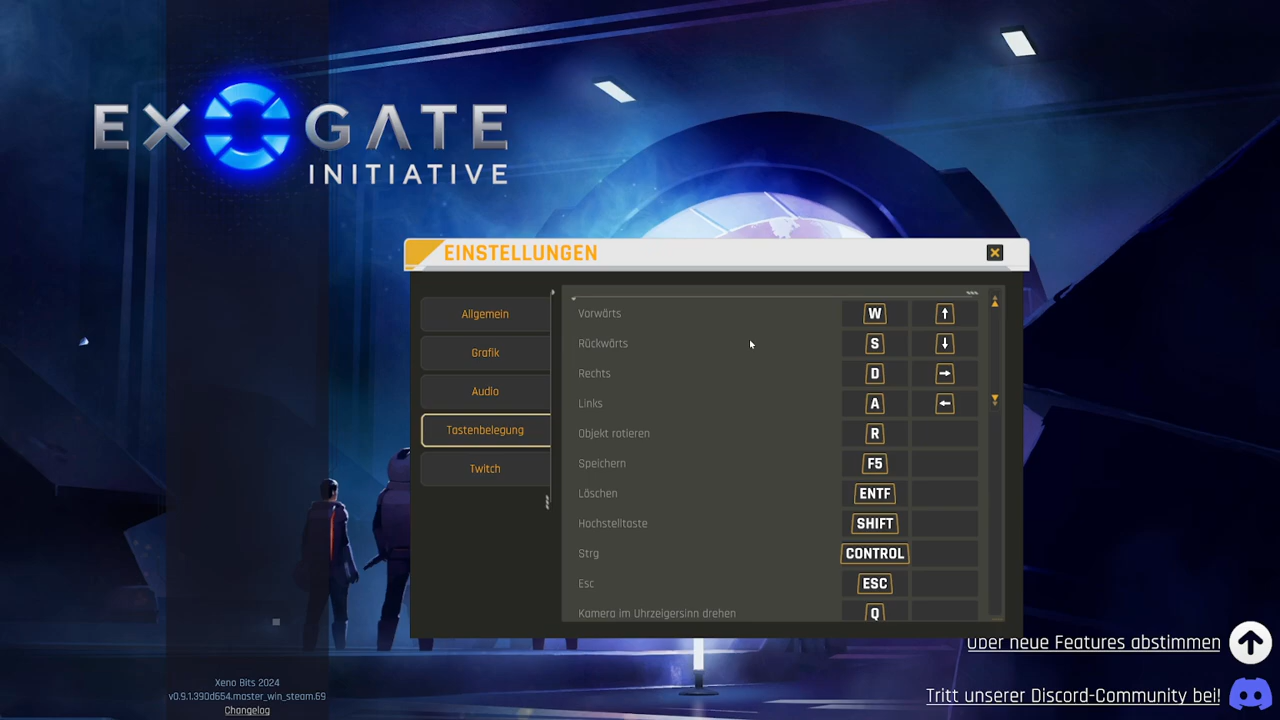 EXOGATE
INITIATIVE
EINSTELLUNGEN
Allgemein
Grafik
Audio
Tastenbelegung
Twitch
Vorwärts W ↑
Rückwärts S ↓
Rechts D →
Links A ←
Objekt rotieren R
Speichern F5
Löschen ENTF
Hochstelltaste SHIFT
Strg CONTROL
Esc ESC
Kamera im Uhrzeigersinn drehen Q
Über neue Features abstimmen
Tritt unserer Discord-Community bei!
Xeno Bits 2024
v0.9.1.390d654.master_win_steam.69
Changelog